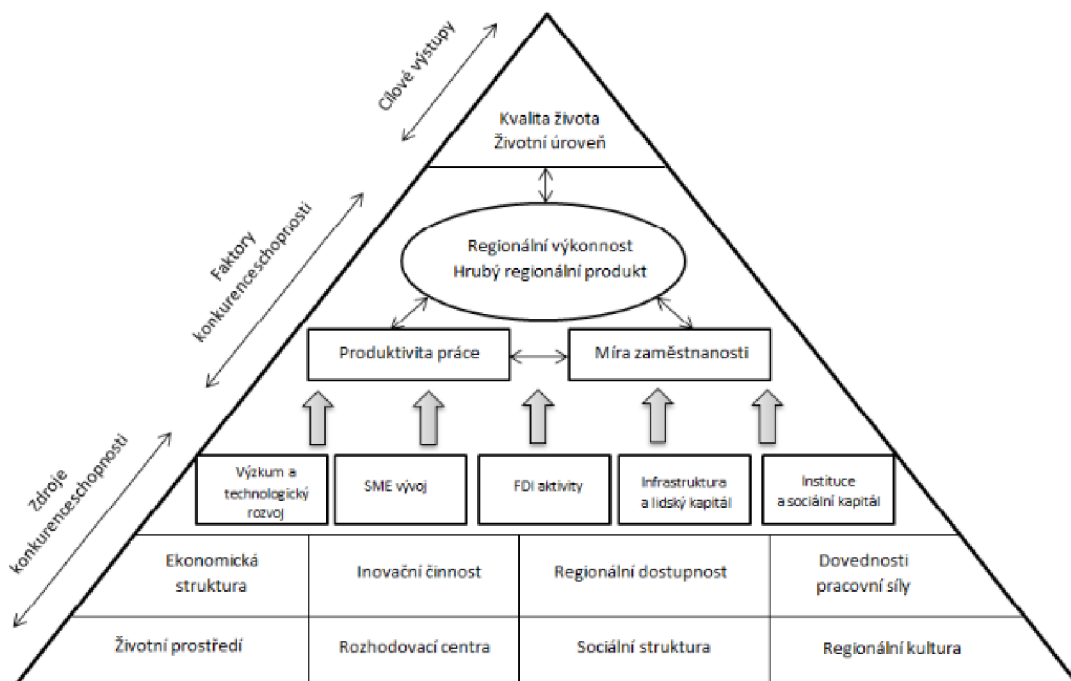 Cílové výstupy
Kvalita života
Životní úroveň
Faktory
konkurenceschopnosti
Regionální výkonnost
Hrubý regionální produkt
Produktivita práce
Míra zaměstnanosti
Zdroje
konkurenceschopnosti
Výzkum a
technologický
rozvoj
SME vývoj
FDI aktivity
Infrastruktura
a lidský kapitál
Instituce
a sociální kapitál
Ekonomická
struktura
Inovační činnost
Regionální dostupnost
Dovednosti
pracovní síly
Životní prostředí
Rozhodovací centra
Sociální struktura
Regionální kultura